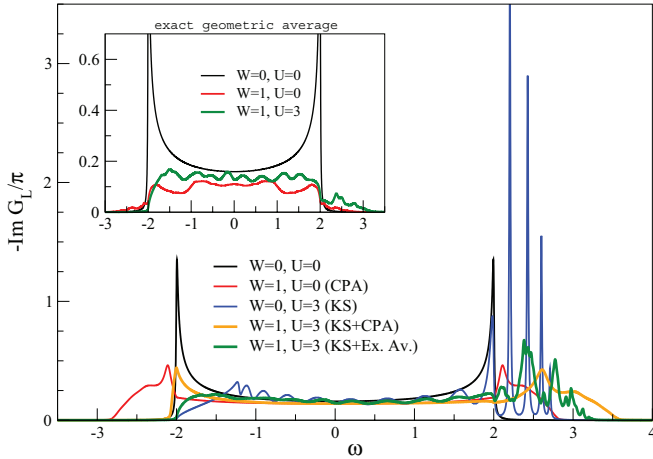 exact geometric average
W=0, U=0
W=1, U=0
W=1, U=3
0.6
0.4
0.2
0
-3 -2 -1 0 1 2 3
3
2
1
0
-Im G_L/π
W=0, U=0
W=1, U=0 (CPA)
W=0, U=3 (KS)
W=1, U=3 (KS+CPA)
W=1, U=3 (KS+Ex. Av.)
-3 -2 -1 0 1 2 3 4
ω